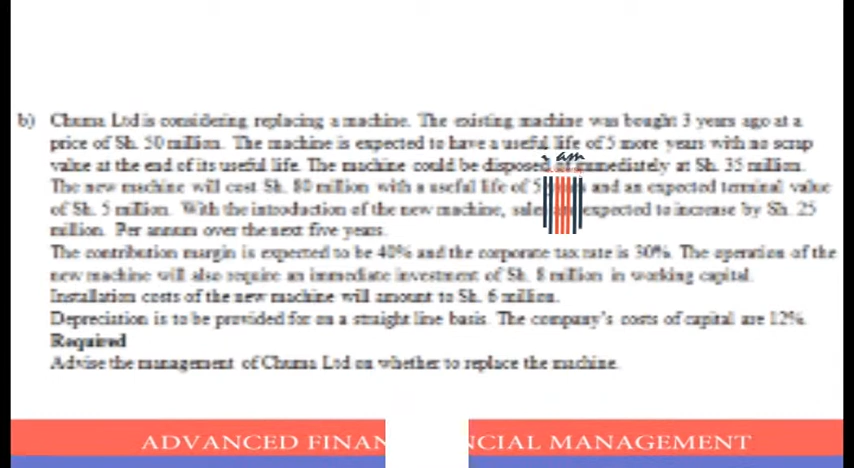 b) Chuma Ltd is considering replacing a machine. The existing machine was bought 3 years ago at a
price of Sh. 50 million. The machine is expected to have a useful life of 5 more years with no scrap
value at the end of its useful life. The machine could be disposed immediately at Sh. 35 million.
The new machine will cost Sh. 80 million with a useful life of 5 and an expected terminal value
of Sh. 5 million. With the introduction of the new machine, sales expected to increase by Sh. 25
million. Per annum over the next five years.
The contribution margin is expected to be 40% and the corporate tax rate is 30%. The operation of the
new machine will also require an immediate investment of Sh. 8 million in working capital.
Installation costs of the new machine will amount to Sh. 6 million.
Depreciation is to be provided for on a straight line basis. The company's costs of capital are 12%.
Required
Advise the management of Chuma Ltd on whether to replace the machine.
am
ADVANCED FINAN NCIAL MANAGEMENT